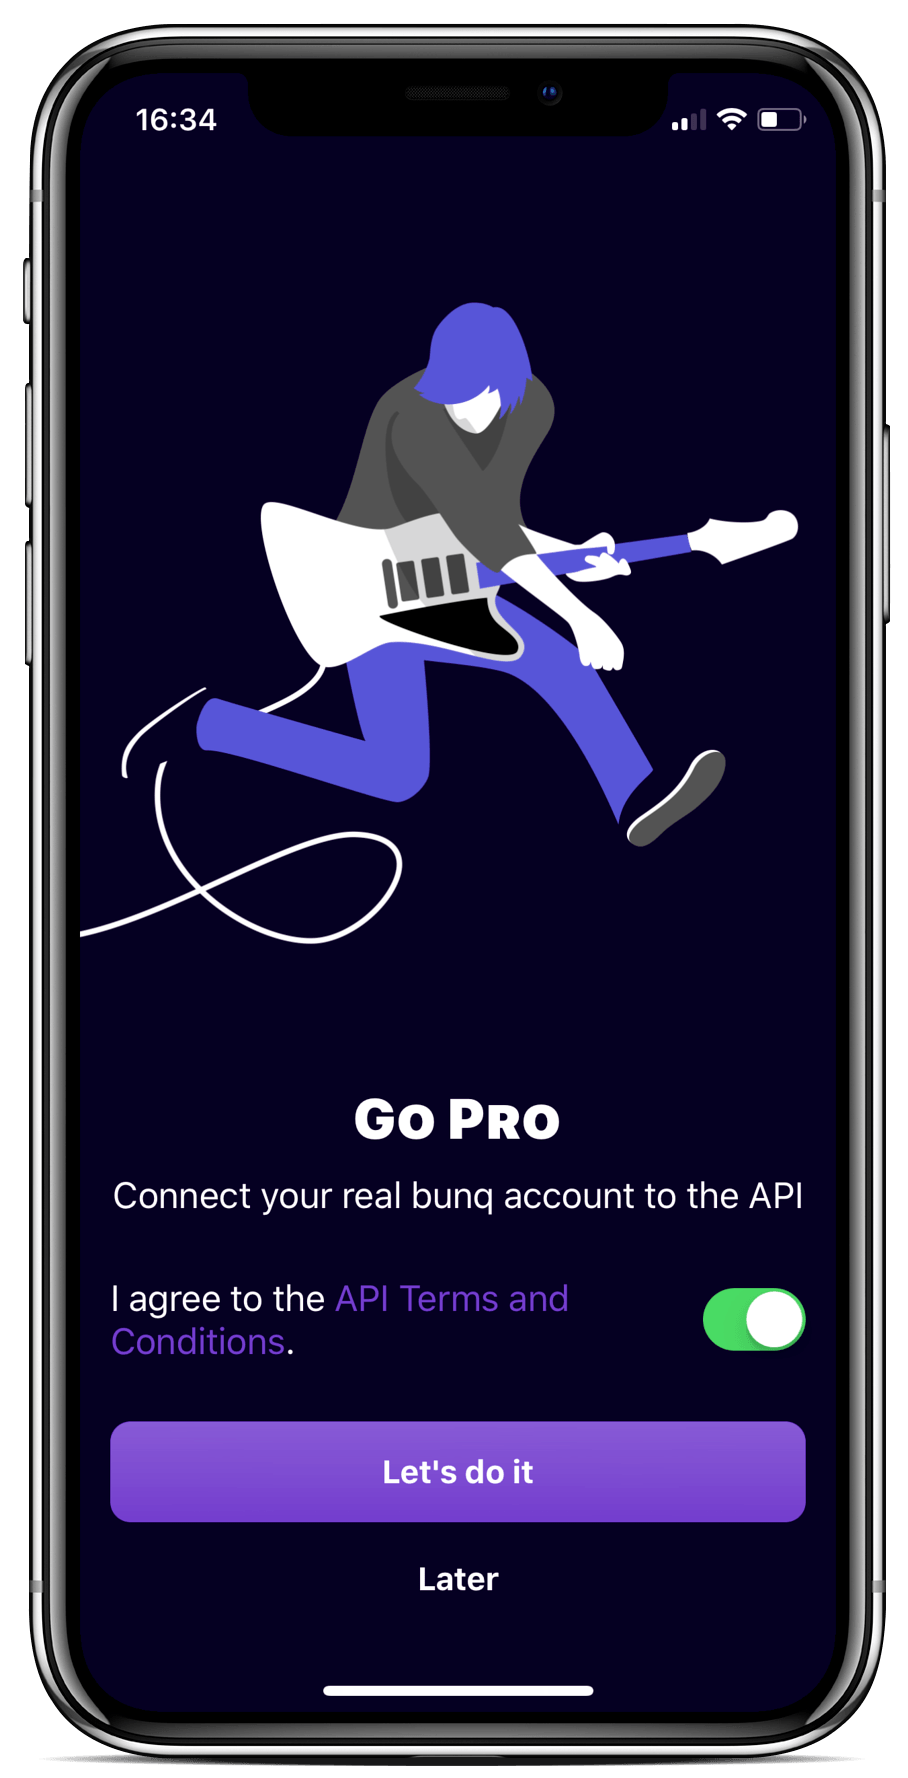 16:34
Go Pro
Connect your real bunq account to the API
I agree to the API Terms and
Conditions.
Let's do it
Later